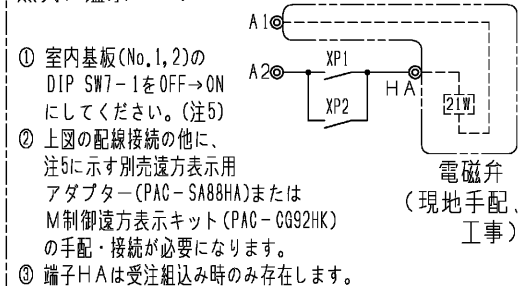 A1
① 室内基板(No.1,2)の
DIP SW7-1をOFF→ON
にしてください。(注5)
A2
XP1
XP2
HA
21W
② 上図の配線接続の他に、
注5に示す別売遠方表示用
アダプター(PAC-SA88HA)または
M制御遠方表示キット(PAC-CG92HK)
の手配・接続が必要になります。
電磁弁
(現地手配、
工事)
③ 端子HAは受注組込み時のみ存在します。